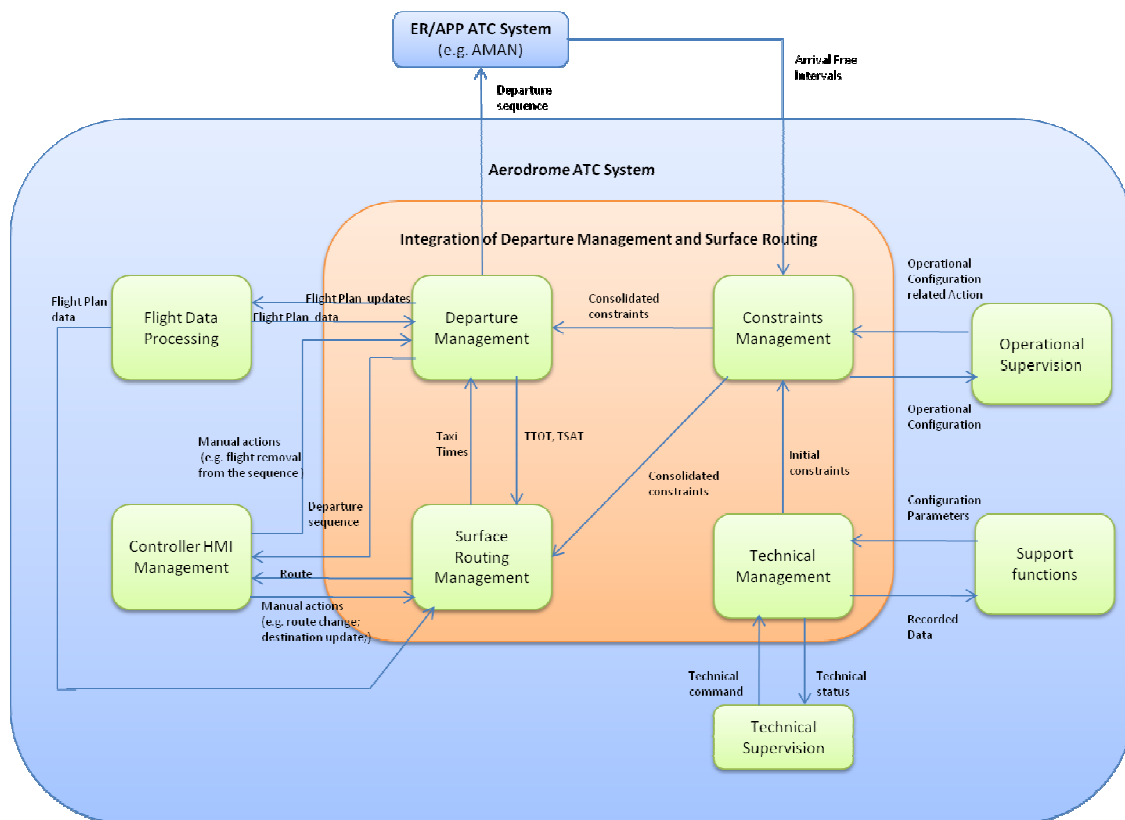 ER/APP ATC System
(e.g. AMAN)
Arrival Free
Intervals
Departure
sequence
Aerodrome ATC System
Integration of Departure Management and Surface Routing
Operational
Configuration
related Action
Flight Plan
data
Flight Data
Processing
Flight Plan updates
Flight Plan data
Departure
Management
Consolidated
constraints
Constraints
Management
Operational
Supervision
Operational
Configuration
Manual actions
(e.g. flight removal
from the sequence )
Taxi
Times
TTOT, TSAT
Initial
constraints
Consolidated
constraints
Departure
sequence
Configuration
Parameters
Controller HMI
Management
Surface
Routing
Management
Technical
Management
Support
functions
Route
Manual actions
(e.g. route change;
destination update;)
Recorded
Data
Technical
command
Technical
status
Technical
Supervision